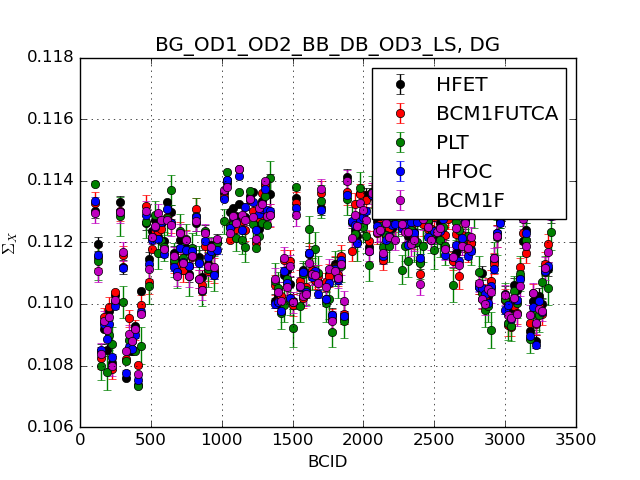 BG_OD1_OD2_BB_DB_OD3_LS, DG
0.118
0.116
0.114
0.112
0.110
0.108
0.106
Σ_X
HFET
BCM1FUTCA
PLT
HFOC
BCM1F
0 500 1000 1500 2000 2500 3000 3500
BCID